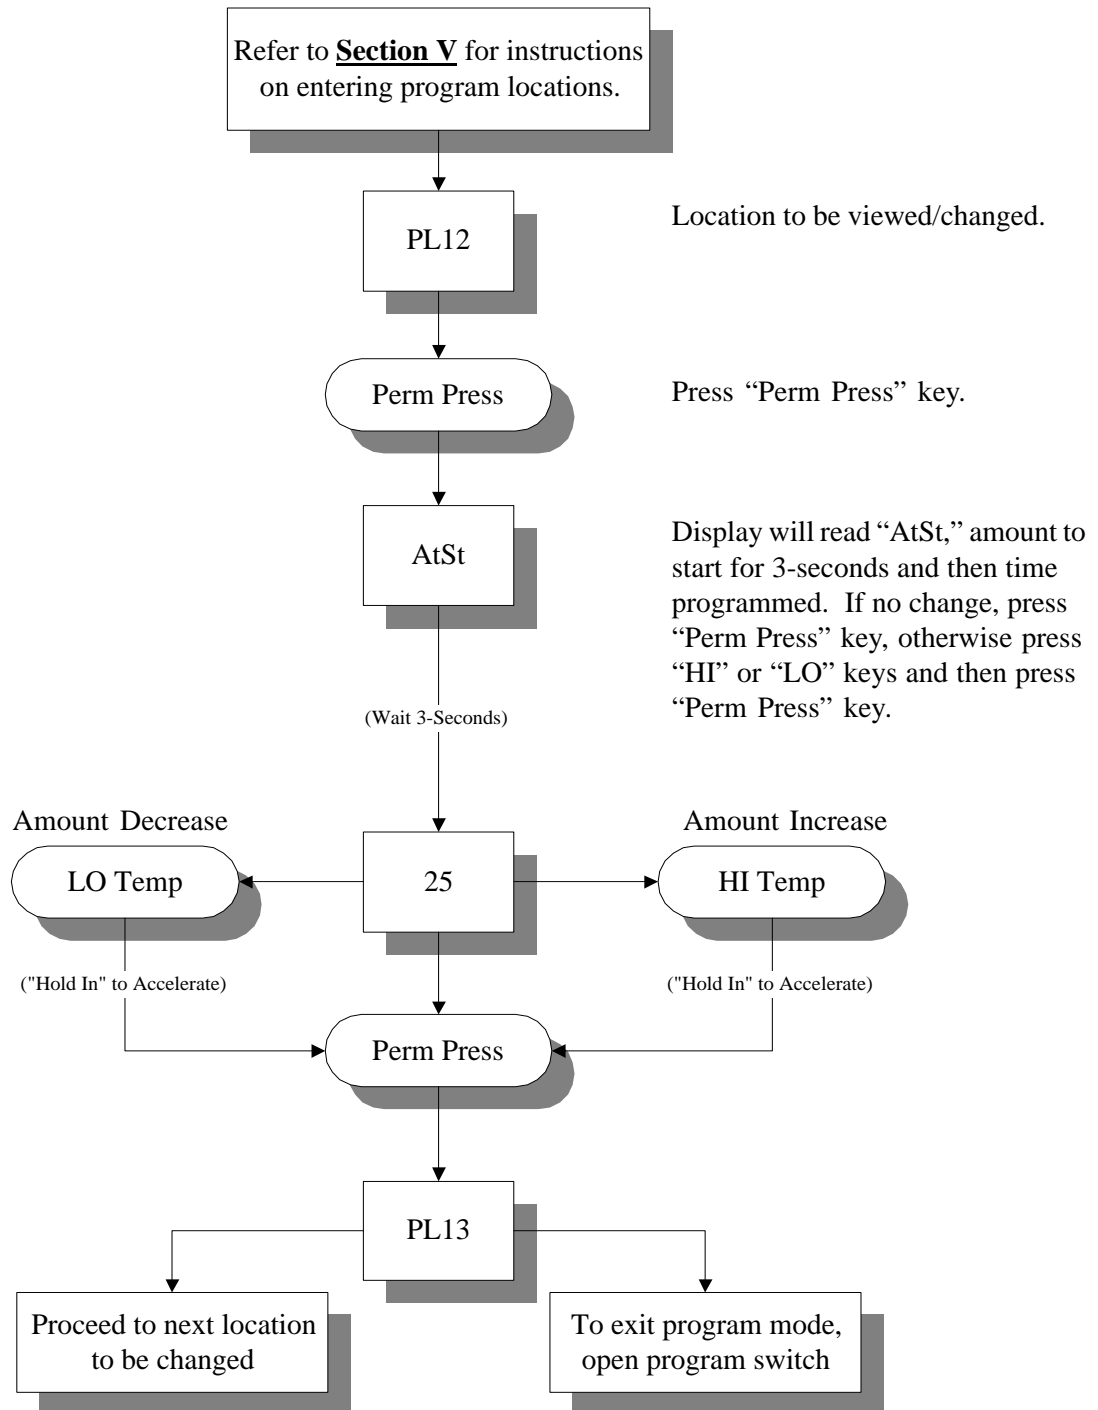 Refer to Section V for instructions
on entering program locations.
PL12
Location to be viewed/changed.
Perm Press
Press “Perm Press” key.
AtSt
Display will read “AtSt,” amount to
start for 3-seconds and then time
programmed. If no change, press
“Perm Press” key, otherwise press
“HI” or “LO” keys and then press
“Perm Press” key.
(Wait 3-Seconds)
Amount Decrease
Amount Increase
LO Temp
25
HI Temp
("Hold In" to Accelerate)
("Hold In" to Accelerate)
Perm Press
PL13
Proceed to next location
to be changed
To exit program mode,
open program switch